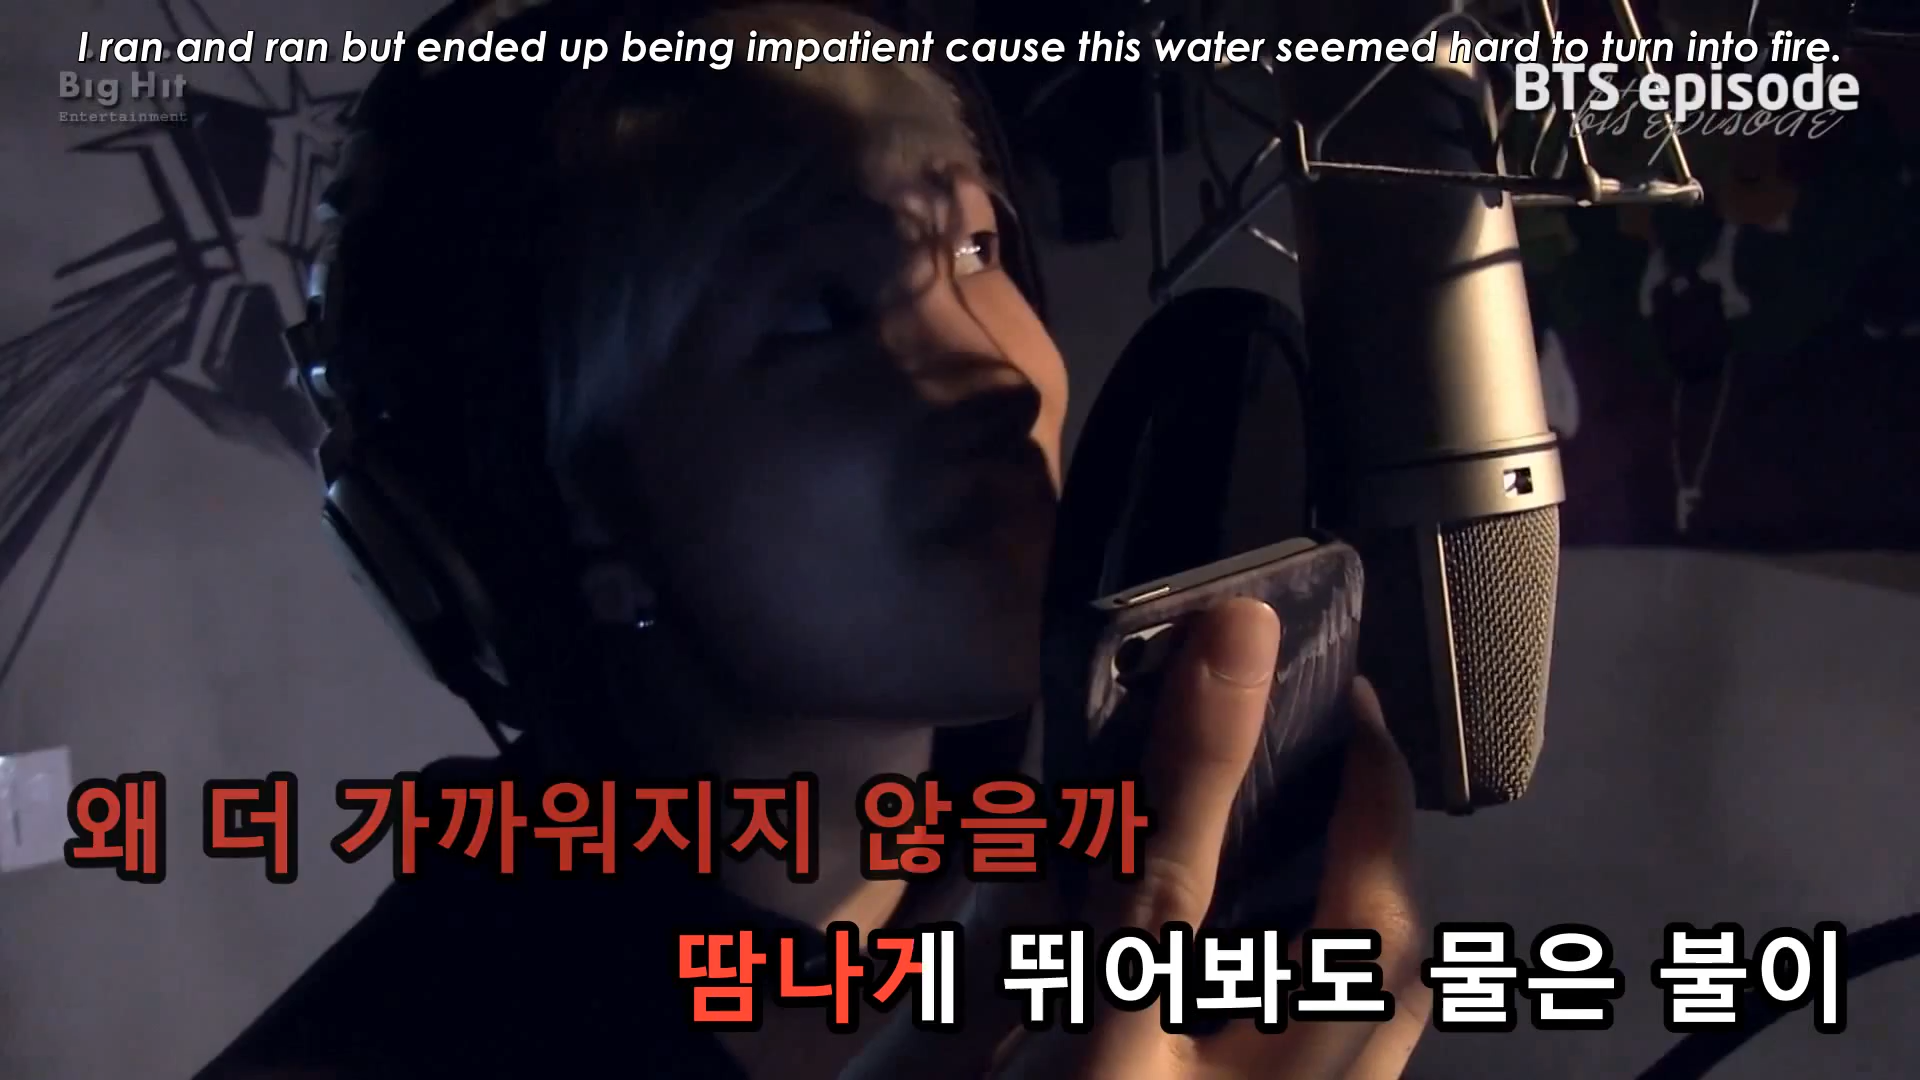 I ran and ran but ended up being impatient cause this water seemed hard to turn into fire.
Big Hit
Entertainment
BTS episode
bts episode
왜 더 가까워지지 않을까
땀나게 뛰어봐도 물은 불이